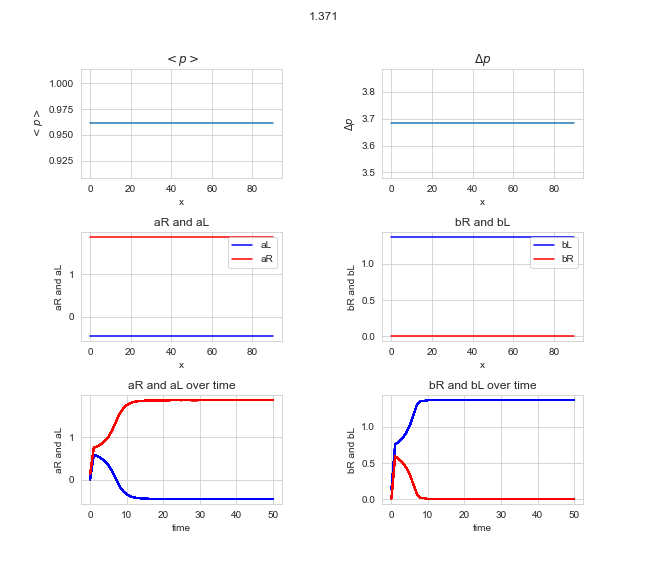 1.371
< p >
Δp
1.000
0.975
0.950
0.925
< p >
0 20 40 60 80
x
3.8
3.7
3.6
3.5
Δp
0 20 40 60 80
x
aR and aL
bR and bL
1
0
aR and aL
aL
aR
0 20 40 60 80
x
1.0
0.5
0.0
bR and bL
bL
bR
0 20 40 60 80
x
aR and aL over time
bR and bL over time
1
0
aR and aL
0 10 20 30 40 50
time
1.0
0.5
0.0
bR and bL
0 10 20 30 40 50
time